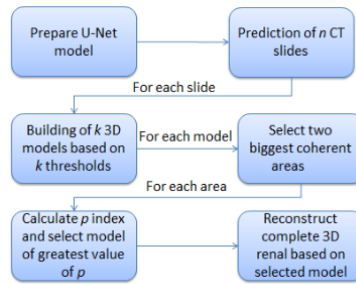 Prepare U-Net
model
Prediction of n CT
slides
For each slide
Building of k 3D
models based on
k thresholds
For each model
Select two
biggest coherent
areas
For each area
Calculate p index
and select model
of greatest value
of p
Reconstruct
complete 3D
renal based on
selected model